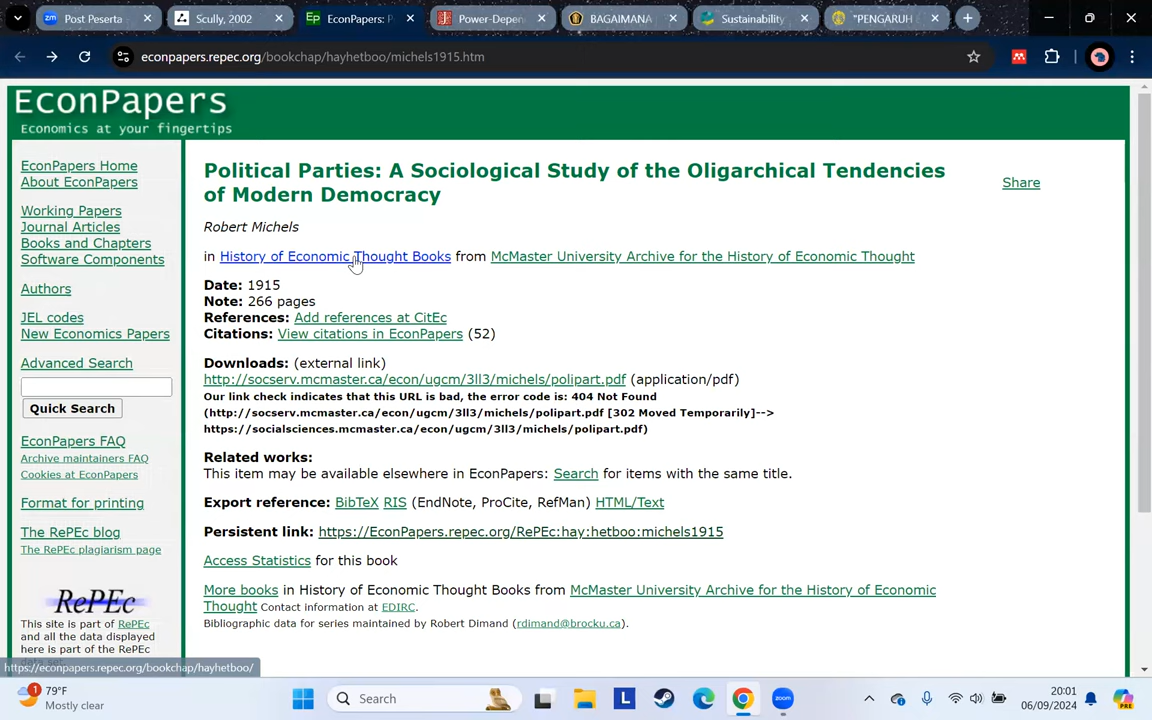 Post Peserta
Scully, 2002
EconPapers: P
Power-Depen
BAGAIMANA
Sustainability
"PENGARUH
econpapers.repec.org/bookchap/hayhetboo/michels1915.htm
EconPapers
Economics at your fingertips
EconPapers Home
About EconPapers
Working Papers
Journal Articles
Books and Chapters
Software Components
Authors
JEL codes
New Economics Papers
Advanced Search
Quick Search
EconPapers FAQ
Archive maintainers FAQ
Cookies at EconPapers
Format for printing
The RePEc blog
The RePEc plagiarism page
RePEc
This site is part of RePEc
and all the data displayed
here is part of the RePEc
data set.
Political Parties: A Sociological Study of the Oligarchical Tendencies
of Modern Democracy
Share
Robert Michels
in History of Economic Thought Books from McMaster University Archive for the History of Economic Thought
Date: 1915
Note: 266 pages
References: Add references at CitEc
Citations: View citations in EconPapers (52)
Downloads: (external link)
http://socserv.mcmaster.ca/econ/ugcm/3ll3/michels/polipart.pdf (application/pdf)
Our link check indicates that this URL is bad, the error code is: 404 Not Found
(http://socserv.mcmaster.ca/econ/ugcm/3ll3/michels/polipart.pdf [302 Moved Temporarily]-->
https://socialsciences.mcmaster.ca/econ/ugcm/3ll3/michels/polipart.pdf)
Related works:
This item may be available elsewhere in EconPapers: Search for items with the same title.
Export reference: BibTeX RIS (EndNote, ProCite, RefMan) HTML/Text
Persistent link: https://EconPapers.repec.org/RePEc:hay:hetboo:michels1915
Access Statistics for this book
More books in History of Economic Thought Books from McMaster University Archive for the History of Economic
Thought Contact information at EDIRC.
Bibliographic data for series maintained by Robert Dimand (rdimand@brocku.ca).
https://econpapers.repec.org/bookchap/hayhetboo/
1
79°F
Mostly clear
Search
L
zoom
20:01
06/09/2024
PRE